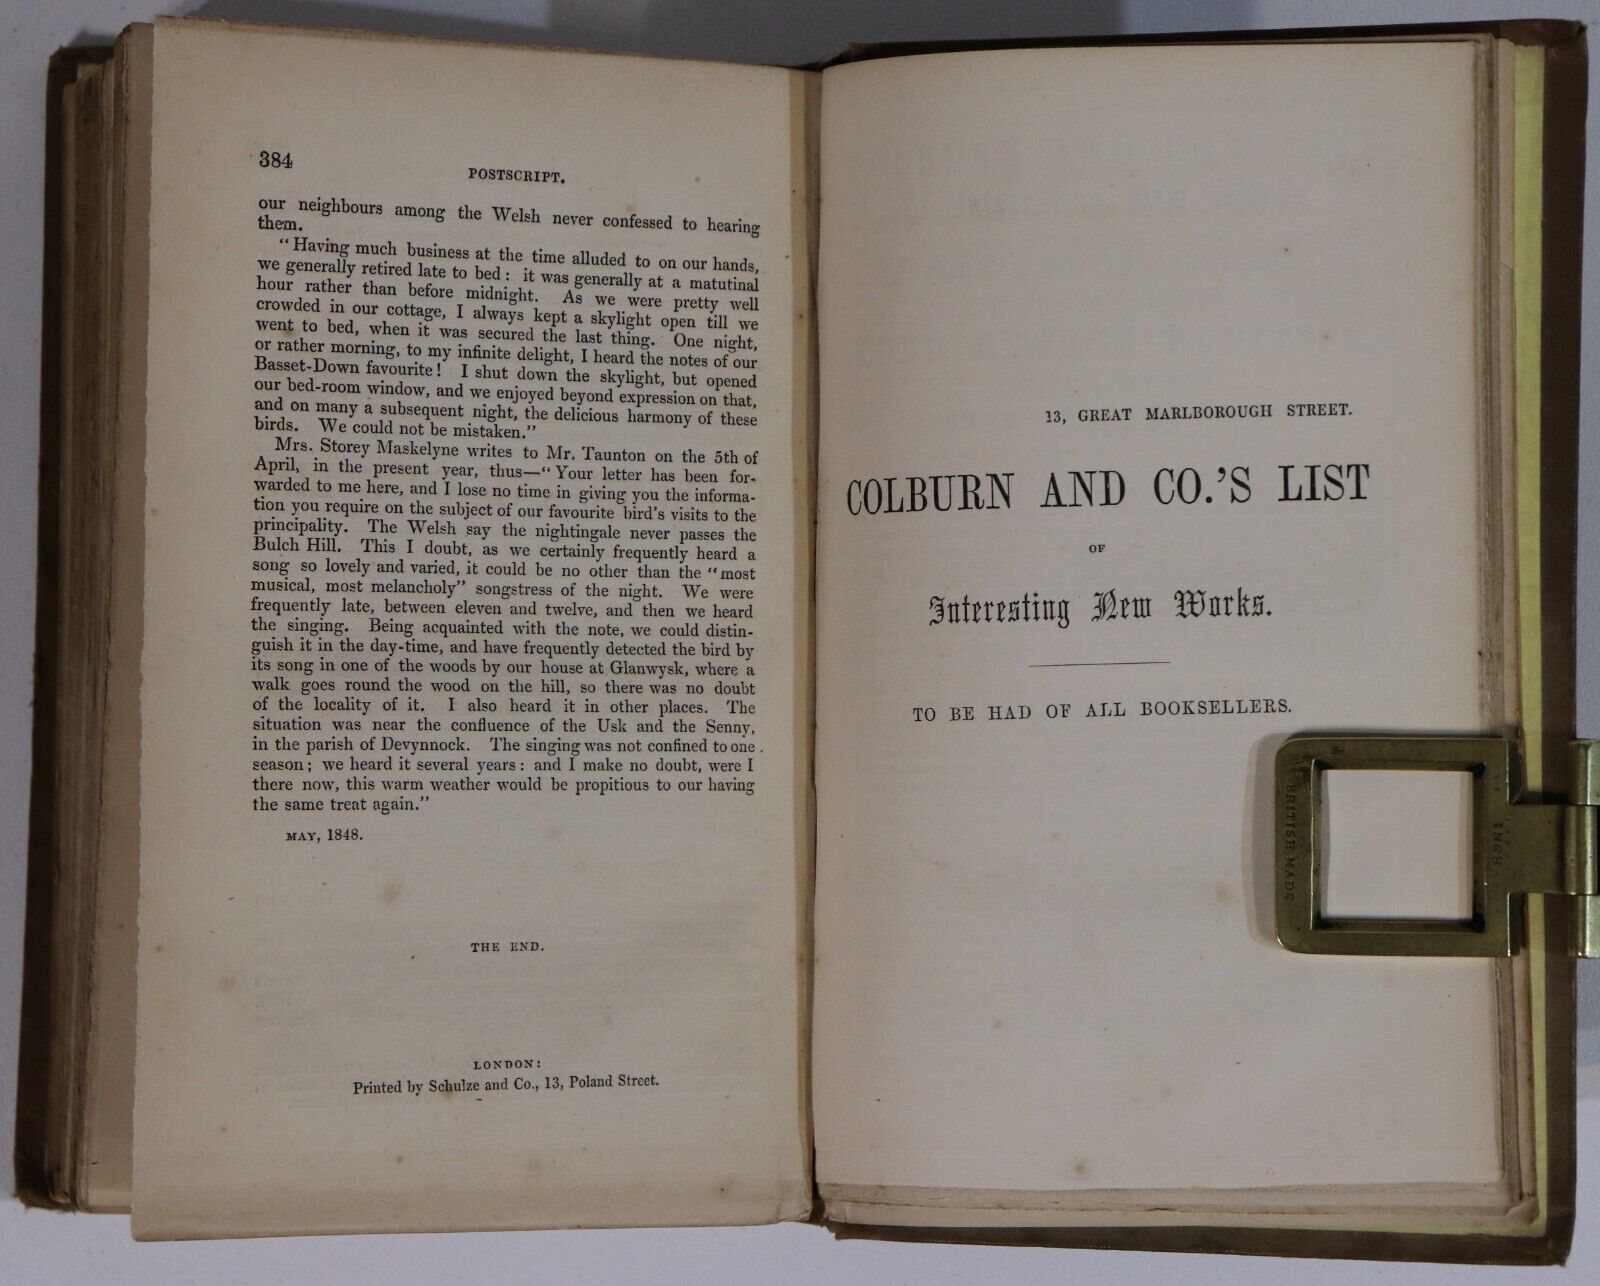 384
POSTSCRIPT.
our neighbours among the Welsh never confessed to hearing
them.
"Having much business at the time alluded to on our hands,
we generally retired late to bed: it was generally at a matutinal
hour rather than before midnight. As we were pretty well
crowded in our cottage, I always kept a skylight open till we
went to bed, when it was secured the last thing. One night,
or rather morning, to my infinite delight, I heard the notes of our
Basset-Down favourite! I shut down the skylight, but opened
our bed-room window, and we enjoyed beyond expression on that,
and on many a subsequent night, the delicious harmony of these
birds. We could not be mistaken."
Mrs. Storey Maskelyne writes to Mr. Taunton on the 5th of
April, in the present year, thus—"Your letter has been for-
warded to me here, and I lose no time in giving you the informa-
tion you require on the subject of our favourite bird's visits to the
principality. The Welsh say the nightingale never passes the
Bulch Hill. This I doubt, as we certainly frequently heard a
song so lovely and varied, it could be no other than the "most
musical, most melancholy" songstress of the night. We were
frequently late, between eleven and twelve, and then we heard
the singing. Being acquainted with the note, we could distin-
guish it in the day-time, and have frequently detected the bird by
its song in one of the woods by our house at Glanwysk, where a
walk goes round the wood on the hill, so there was no doubt
of the locality of it. I also heard it in other places. The
situation was near the confluence of the Usk and the Senny,
in the parish of Devynnock. The singing was not confined to one
season; we heard it several years: and I make no doubt, were I
there now, this warm weather would be propitious to our having
the same treat again."
MAY, 1848.
THE END.
LONDON:
Printed by Schulze and Co., 13, Poland Street.
13, GREAT MARLBOROUGH STREET.
COLBURN AND CO.'S LIST
OF
Interesting New Works.
TO BE HAD OF ALL BOOKSELLERS.
BRITISH MADE
INCH